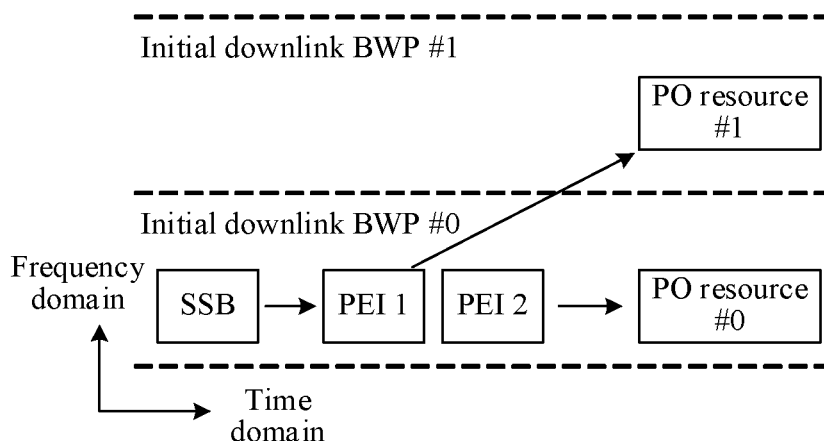 Initial downlink BWP #1
PO resource
#1
Initial downlink BWP #0
Frequency
domain
SSB
PEI 1
PEI 2
PO resource
#0
Time
domain